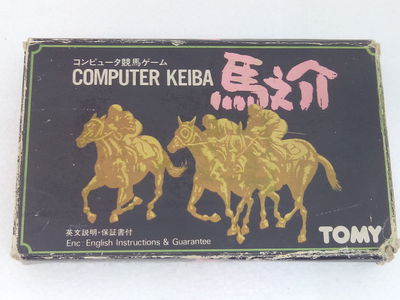 コンピュータ競馬ゲーム
COMPUTER KEIBA 馬之介
英文説明・保証書付
Enc: English Instructions & Guarantee
TOMY